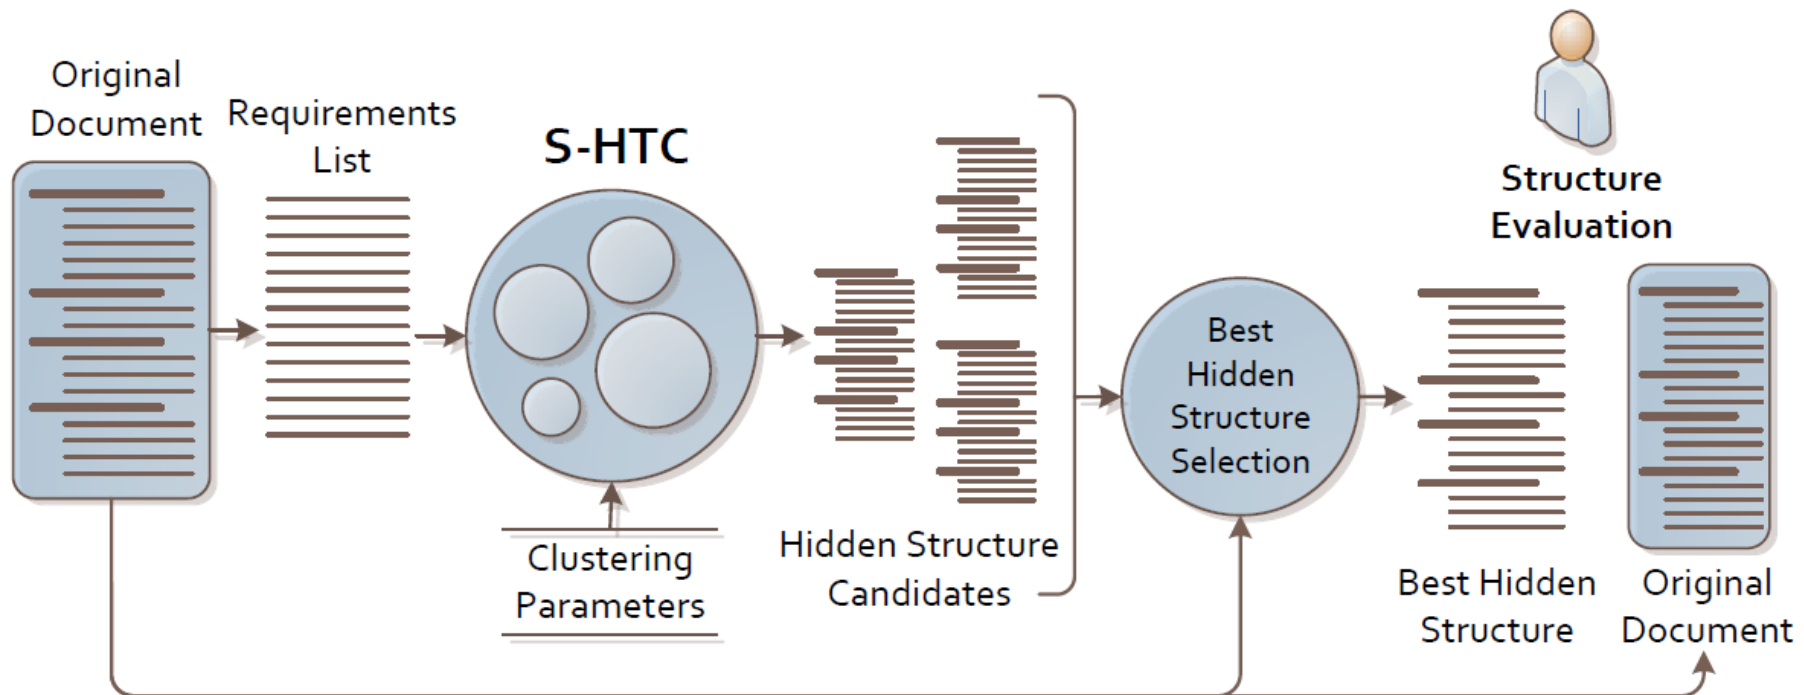 Original
Document
Requirements
List
S-HTC
Clustering
Parameters
Hidden Structure
Candidates
Best
Hidden
Structure
Selection
Structure
Evaluation
Best Hidden
Structure
Original
Document